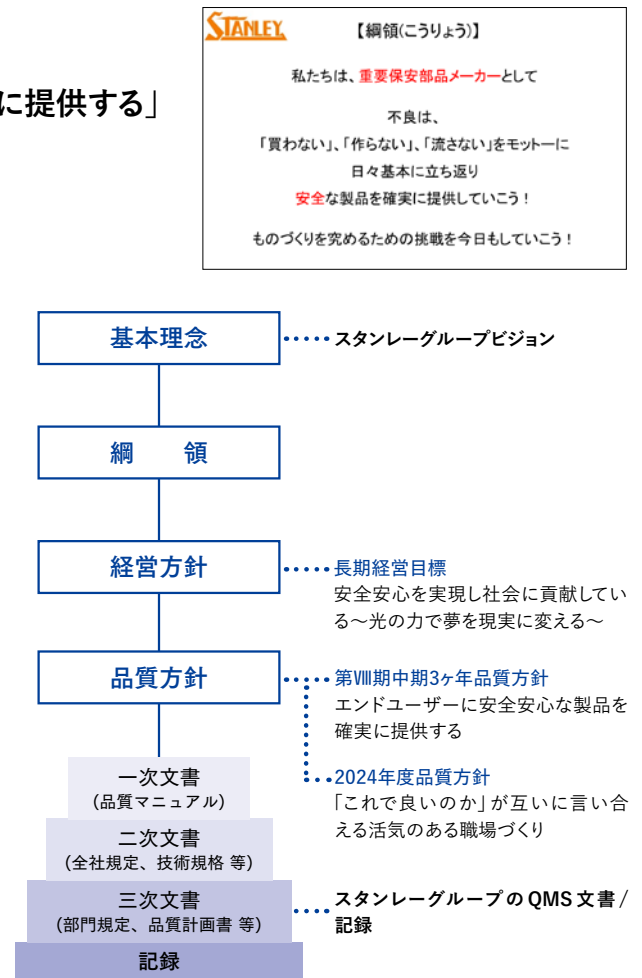 に提供する」
STANLEY
【綱領(こうりょう)】
私たちは、重要保安部品メーカーとして
不良は、
「買わない」、「作らない」、「流さない」をモットーに
日々基本に立ち返り
安全な製品を確実に提供していこう！
ものづくりを究めるための挑戦を今日もしていこう！
基本理念
スタンレーグループビジョン
綱　領
経営方針
長期経営目標
安全安心を実現し社会に貢献してい
る～光の力で夢を現実に変える～
品質方針
第Ⅷ期中期3ヶ年品質方針
エンドユーザーに安全安心な製品を
確実に提供する
2024年度品質方針
「これで良いのか」が互いに言い合
える活気のある職場づくり
一次文書
(品質マニュアル)
二次文書
(全社規定、技術規格 等)
三次文書
(部門規定、品質計画書 等)
スタンレーグループの QMS 文書/
記録
記録